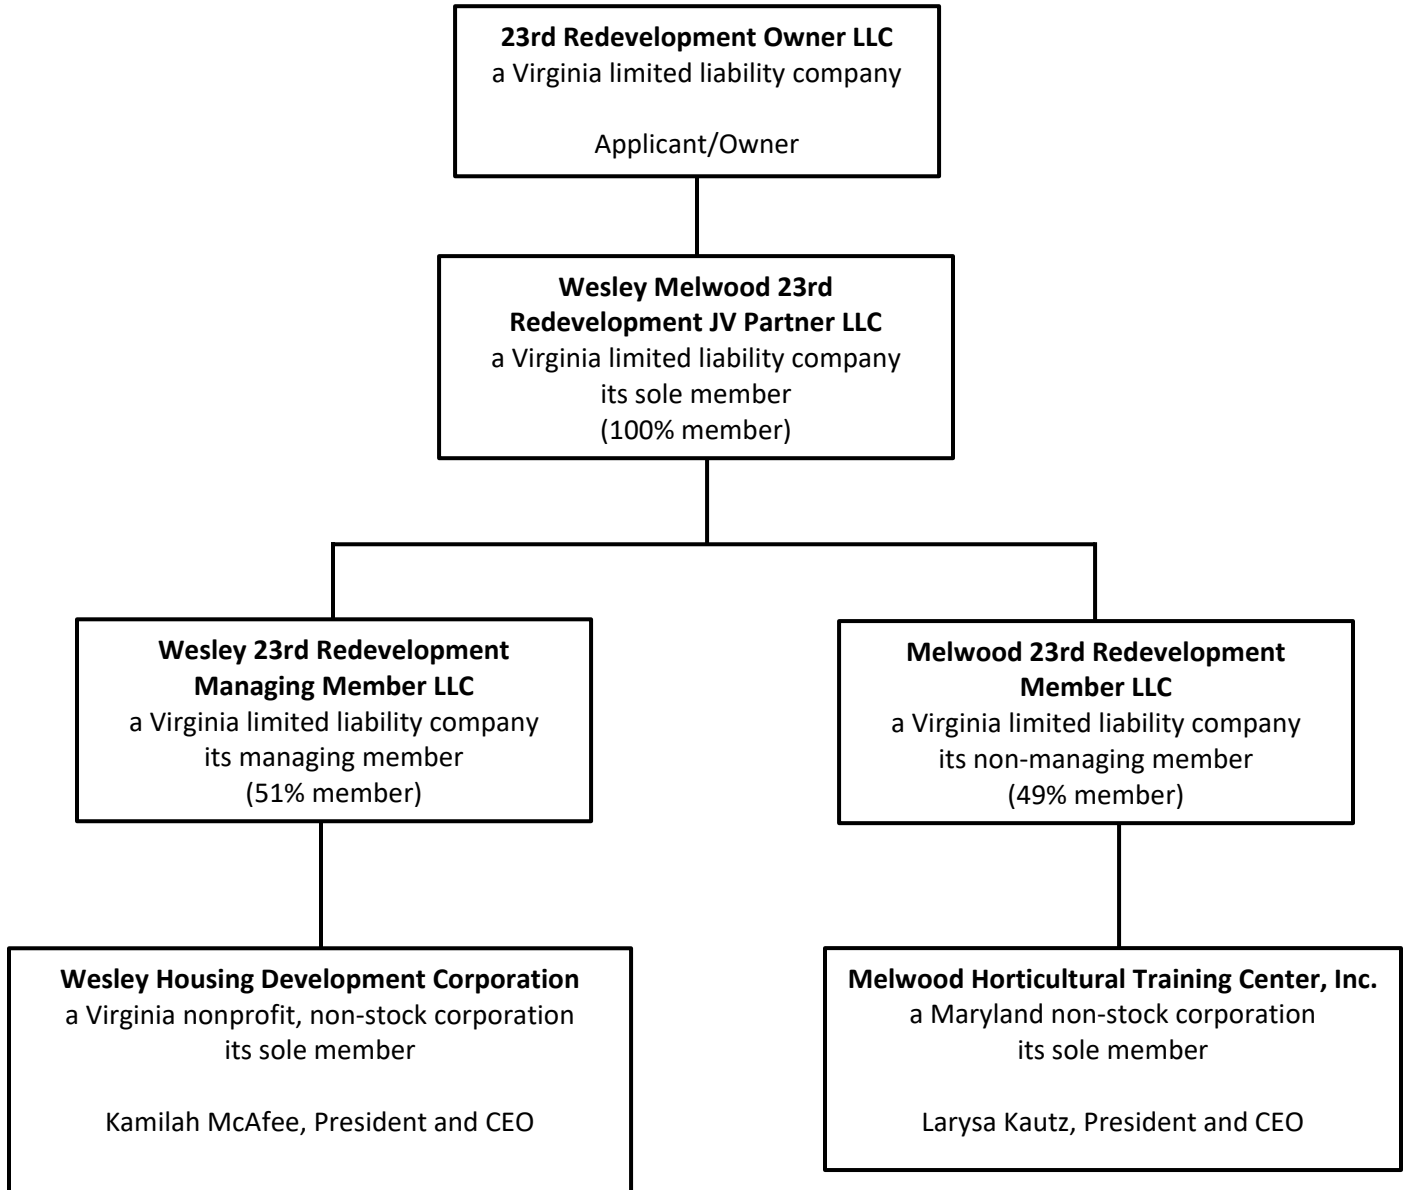 23rd Redevelopment Owner LLC
a Virginia limited liability company
Applicant/Owner
Wesley Melwood 23rd
Redevelopment JV Partner LLC
a Virginia limited liability company
its sole member
(100% member)
Wesley 23rd Redevelopment
Managing Member LLC
a Virginia limited liability company
its managing member
(51% member)
Melwood 23rd Redevelopment
Member LLC
a Virginia limited liability company
its non-managing member
(49% member)
Wesley Housing Development Corporation
a Virginia nonprofit, non-stock corporation
its sole member
Kamilah McAfee, President and CEO
Melwood Horticultural Training Center, Inc.
a Maryland non-stock corporation
its sole member
Larysa Kautz, President and CEO